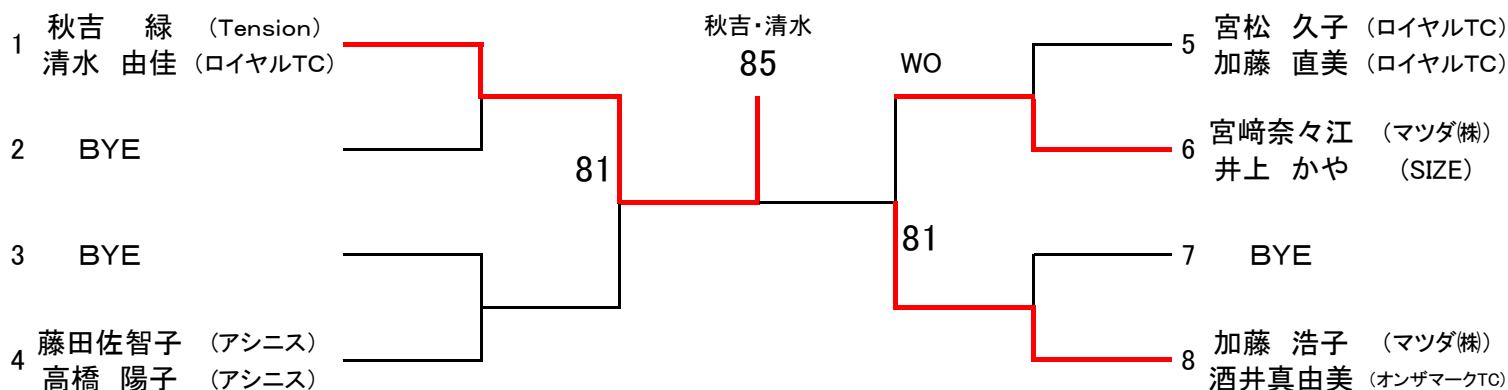 1 秋吉 緑 (Tension)
清水 由佳 (ロイヤルTC)
2 BYE
3 BYE
4 藤田佐智子 (アシニス)
高橋 陽子 (アシニス)
81
秋吉・清水
85
WO
81
5 宮松 久子 (ロイヤルTC)
加藤 直美 (ロイヤルTC)
6 宮﨑奈々江 (マツダ㈱)
井上 かや (SIZE)
7 BYE
8 加藤 浩子 (マツダ㈱)
酒井真由美 (オンザマークTC)